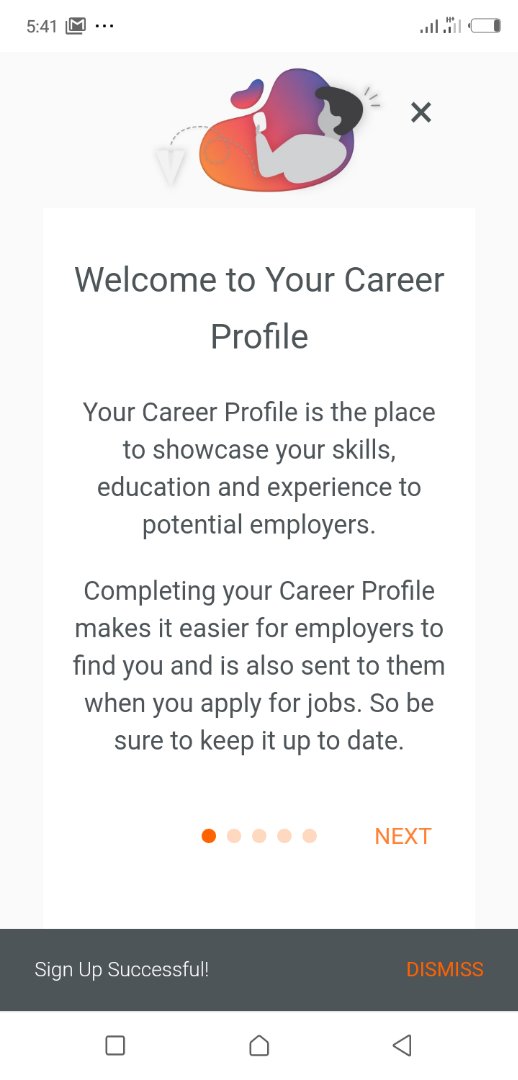 5:41
H+
Welcome to Your Career
Profile
Your Career Profile is the place
to showcase your skills,
education and experience to
potential employers.
Completing your Career Profile
makes it easier for employers to
find you and is also sent to them
when you apply for jobs. So be
sure to keep it up to date.
NEXT
Sign Up Successful!
DISMISS